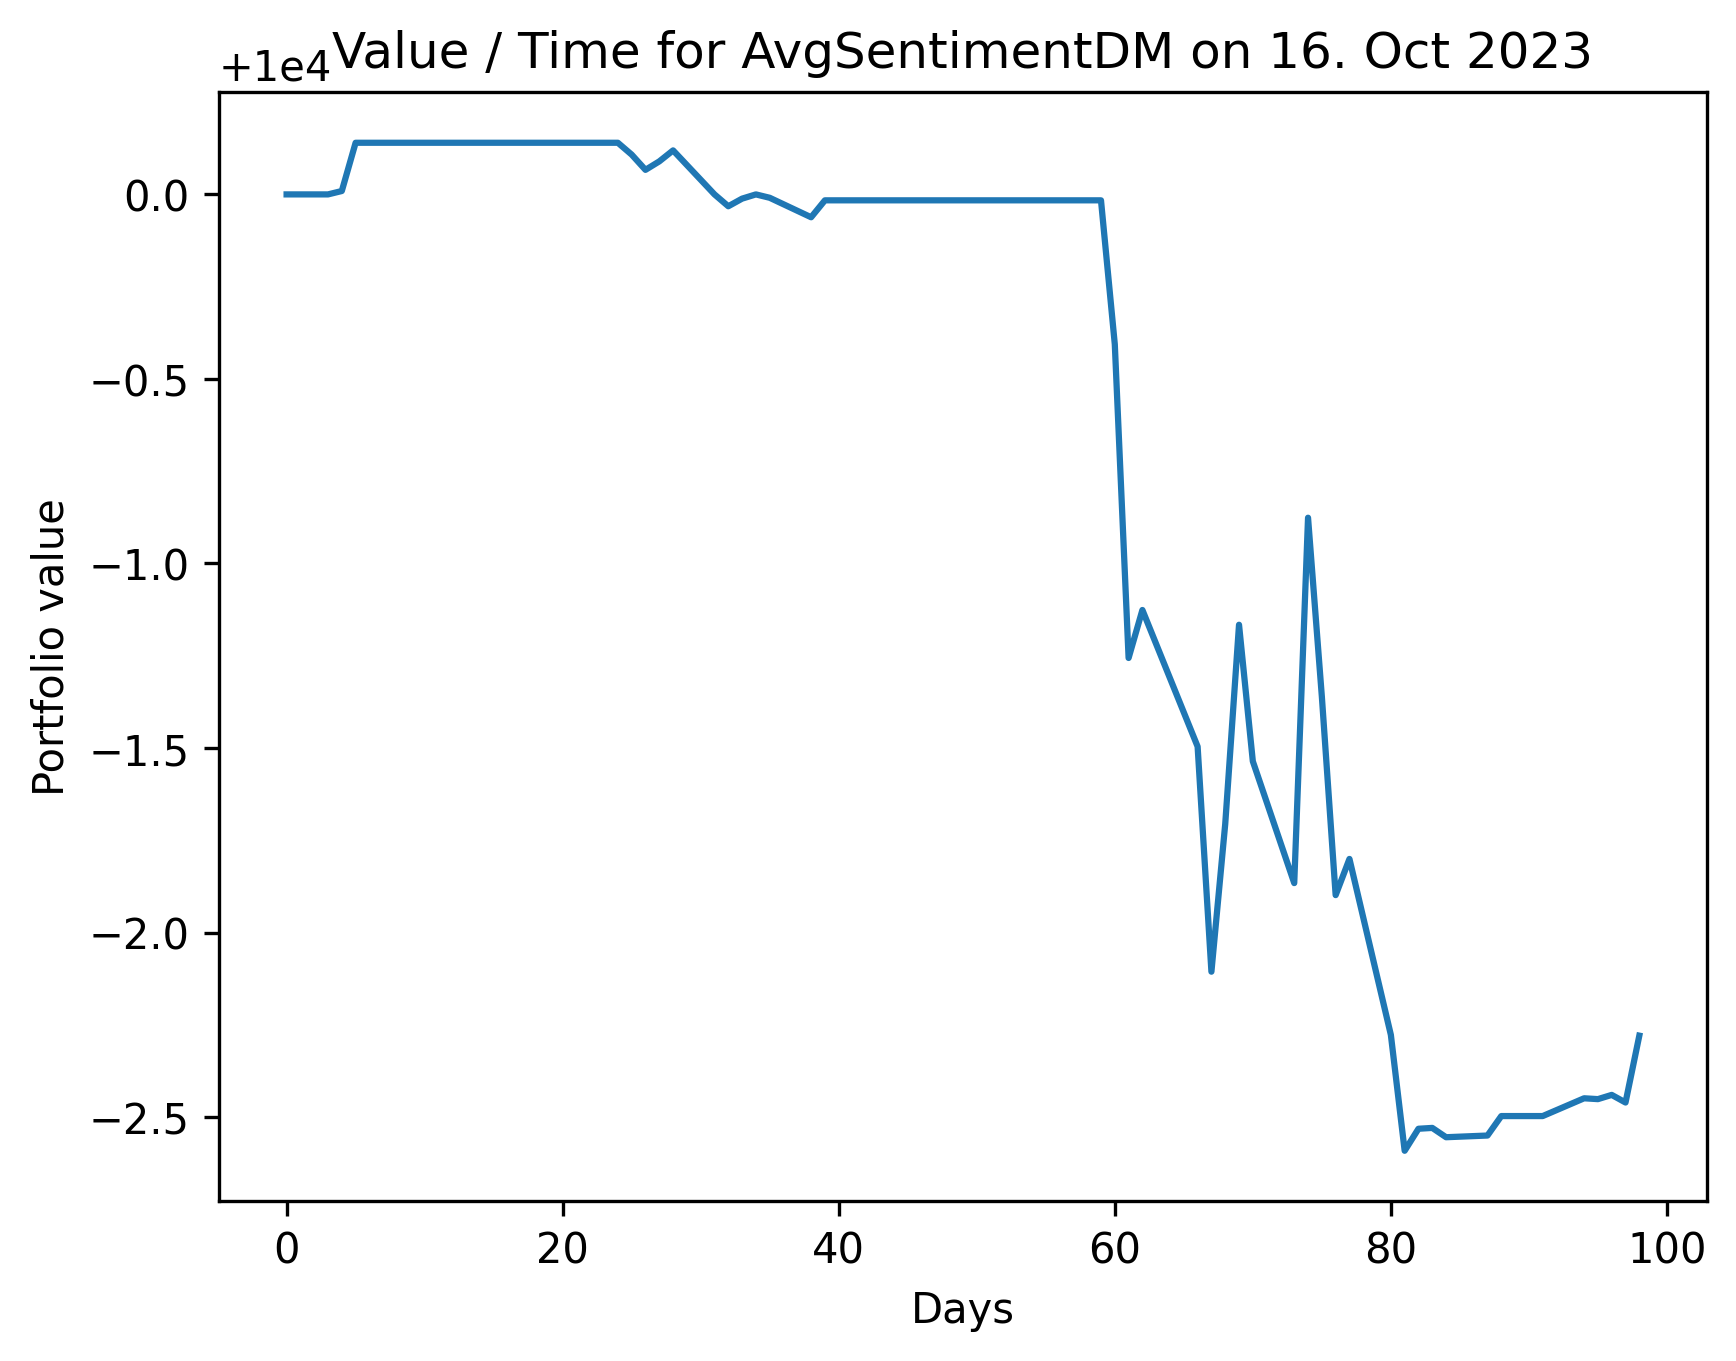 Value / Time for AvgSentimentDM on 16. Oct 2023
+1e4
0.0
−0.5
−1.0
−1.5
−2.0
−2.5
Portfolio value
0 20 40 60 80 100
Days